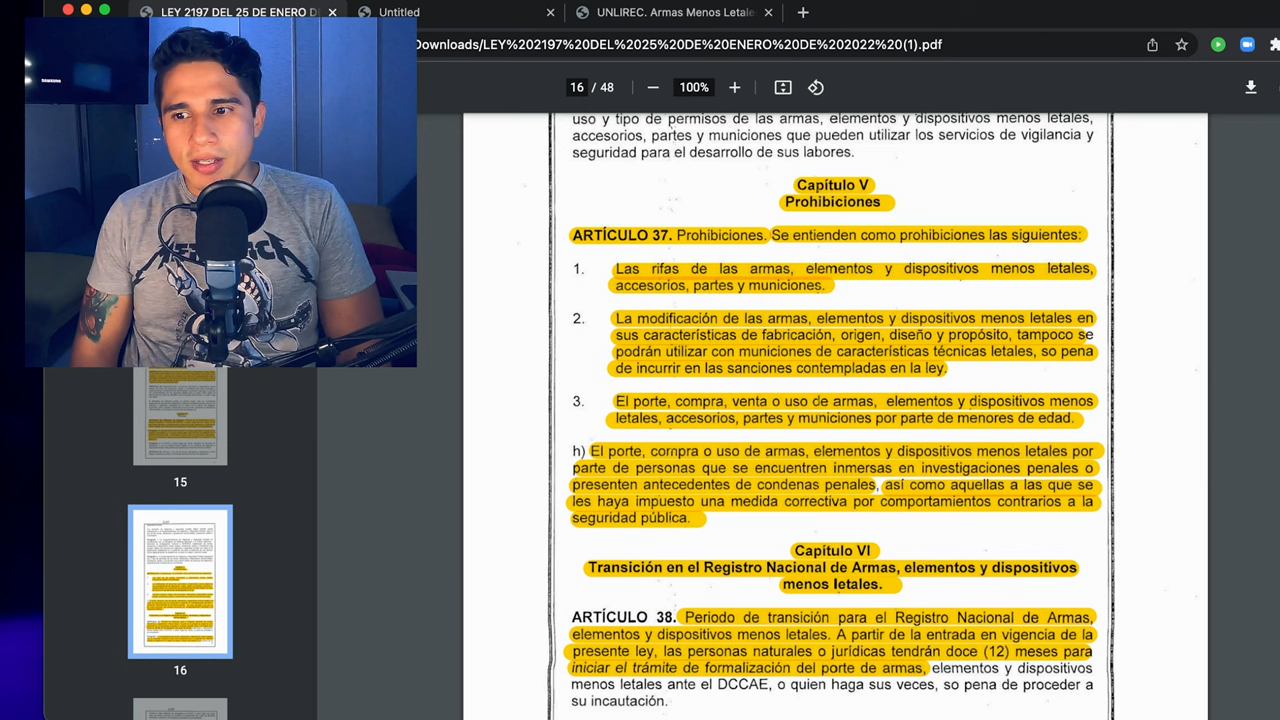 LEY 2197 DEL 25 DE ENERO DE
Untitled
UNLIREC. Armas Menos Letale
Downloads/LEY%202197%20DEL%2025%20DE%20ENERO%20DE%202022%20(1).pdf
16 / 48
100%
SAMSUNG
METALLICA
uso y tipo de permisos de las armas, elementos y dispositivos menos letales,
accesorios, partes y municiones que pueden utilizar los servicios de vigilancia y
seguridad para el desarrollo de sus labores.
Capítulo V
Prohibiciones
ARTÍCULO 37. Prohibiciones. Se entienden como prohibiciones las siguientes:
1. Las rifas de las armas, elementos y dispositivos menos letales,
accesorios, partes y municiones.
2. La modificación de las armas, elementos y dispositivos menos letales en
sus características de fabricación, origen, diseño y propósito, tampoco se
podrán utilizar con municiones de características técnicas letales, so pena
de incurrir en las sanciones contempladas en la ley.
3. El porte, compra, venta o uso de armas, elementos y dispositivos menos
letales, accesorios, partes y municiones por parte de menores de edad.
h) El porte, compra o uso de armas, elementos y dispositivos menos letales por
parte de personas que se encuentren inmersas en investigaciones penales o
presenten antecedentes de condenas penales, así como aquellas a las que se
les haya impuesto una medida correctiva por comportamientos contrarios a la
seguridad pública.
Capítulo VI
Transición en el Registro Nacional de Armas, elementos y dispositivos
menos letales.
ARTÍCULO 38. Periodo de transición para el Registro Nacional de Armas,
elementos y dispositivos menos letales. A partir de la entrada en vigencia de la
presente ley, las personas naturales o jurídicas tendrán doce (12) meses para
iniciar el trámite de formalización del porte de armas, elementos y dispositivos
menos letales ante el DCCAE, o quien haga sus veces, so pena de proceder a
su incautación.
15
16